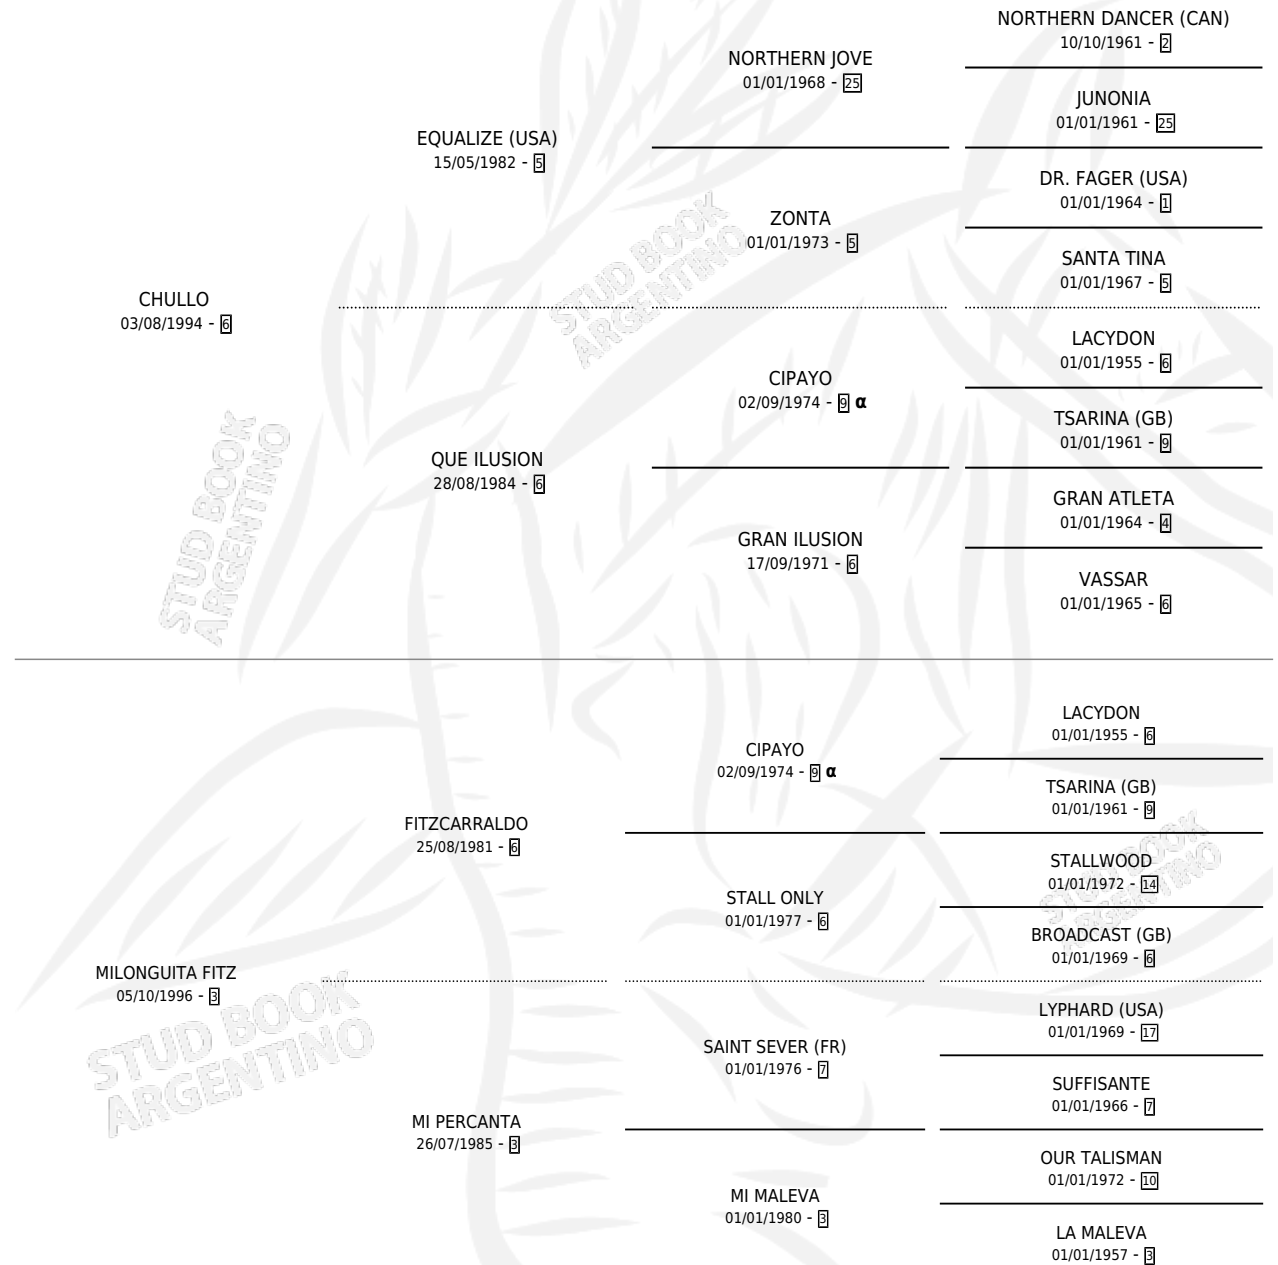 CHULLO
03/08/1994 - 6
EQUALIZE (USA)
15/05/1982 - 5
NORTHERN JOVE
01/01/1968 - 25
NORTHERN DANCER (CAN)
10/10/1961 - 2
JUNONIA
01/01/1961 - 25
ZONTA
01/01/1973 - 5
DR. FAGER (USA)
01/01/1964 - 1
SANTA TINA
01/01/1967 - 5
QUE ILUSION
28/08/1984 - 6
CIPAYO
02/09/1974 - 9 α
LACYDON
01/01/1955 - 6
TSARINA (GB)
01/01/1961 - 9
GRAN ILUSION
17/09/1971 - 6
GRAN ATLETA
01/01/1964 - 4
VASSAR
01/01/1965 - 6
MILONGUITA FITZ
05/10/1996 - 3
FITZCARRALDO
25/08/1981 - 6
CIPAYO
02/09/1974 - 9 α
LACYDON
01/01/1955 - 6
TSARINA (GB)
01/01/1961 - 9
STALL ONLY
01/01/1977 - 6
STALLWOOD
01/01/1972 - 14
BROADCAST (GB)
01/01/1969 - 6
MI PERCANTA
26/07/1985 - 3
SAINT SEVER (FR)
01/01/1976 - 7
LYPHARD (USA)
01/01/1969 - 17
SUFFISANTE
01/01/1966 - 7
MI MALEVA
01/01/1980 - 3
OUR TALISMAN
01/01/1972 - 10
LA MALEVA
01/01/1957 - 3
STUD BOOK
ARGENTINO
STUD BOOK
ARGENTINO
STUD BOOK
ARGENTINO
STUD BOOK
ARGENTINO